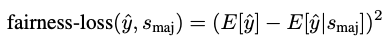 fairness-loss(ŷ, s_maj) = (E[ŷ] − E[ŷ|s_maj])²